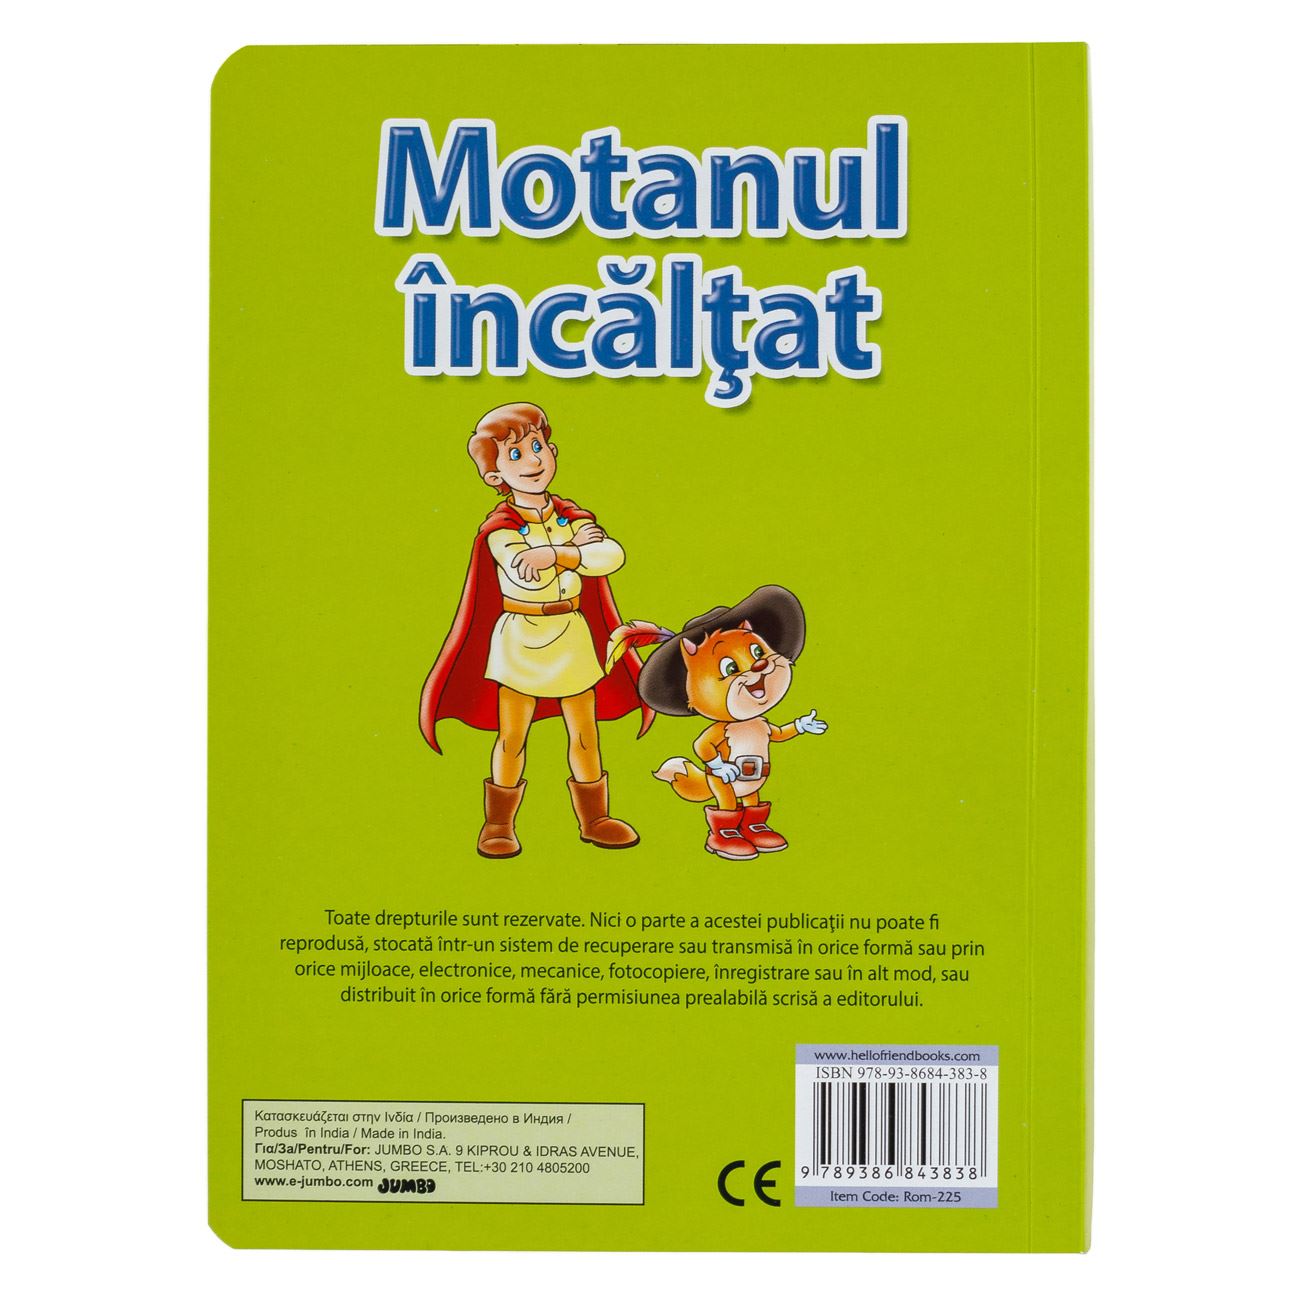 Motanul
încălţat
Toate drepturile sunt rezervate. Nici o parte a acestei publicaţii nu poate fi
reprodusă, stocată într-un sistem de recuperare sau transmisă în orice formă sau prin
orice mijloace, electronice, mecanice, fotocopiere, înregistrare sau în alt mod, sau
distribuit în orice formă fără permisiunea prealabilă scrisă a editorului.
Κατασκευάζεται στην Ινδία / Произведено в Индия /
Produs în India / Made in India.
Για/За/Pentru/For: JUMBO S.A. 9 KIPROU & IDRAS AVENUE,
MOSHATO, ATHENS, GREECE, TEL:+30 210 4805200
www.e-jumbo.com JUMBO
CE
www.hellofriendbooks.com
ISBN 978-93-8684-383-8
9 789386 843838
Item Code: Rom-225